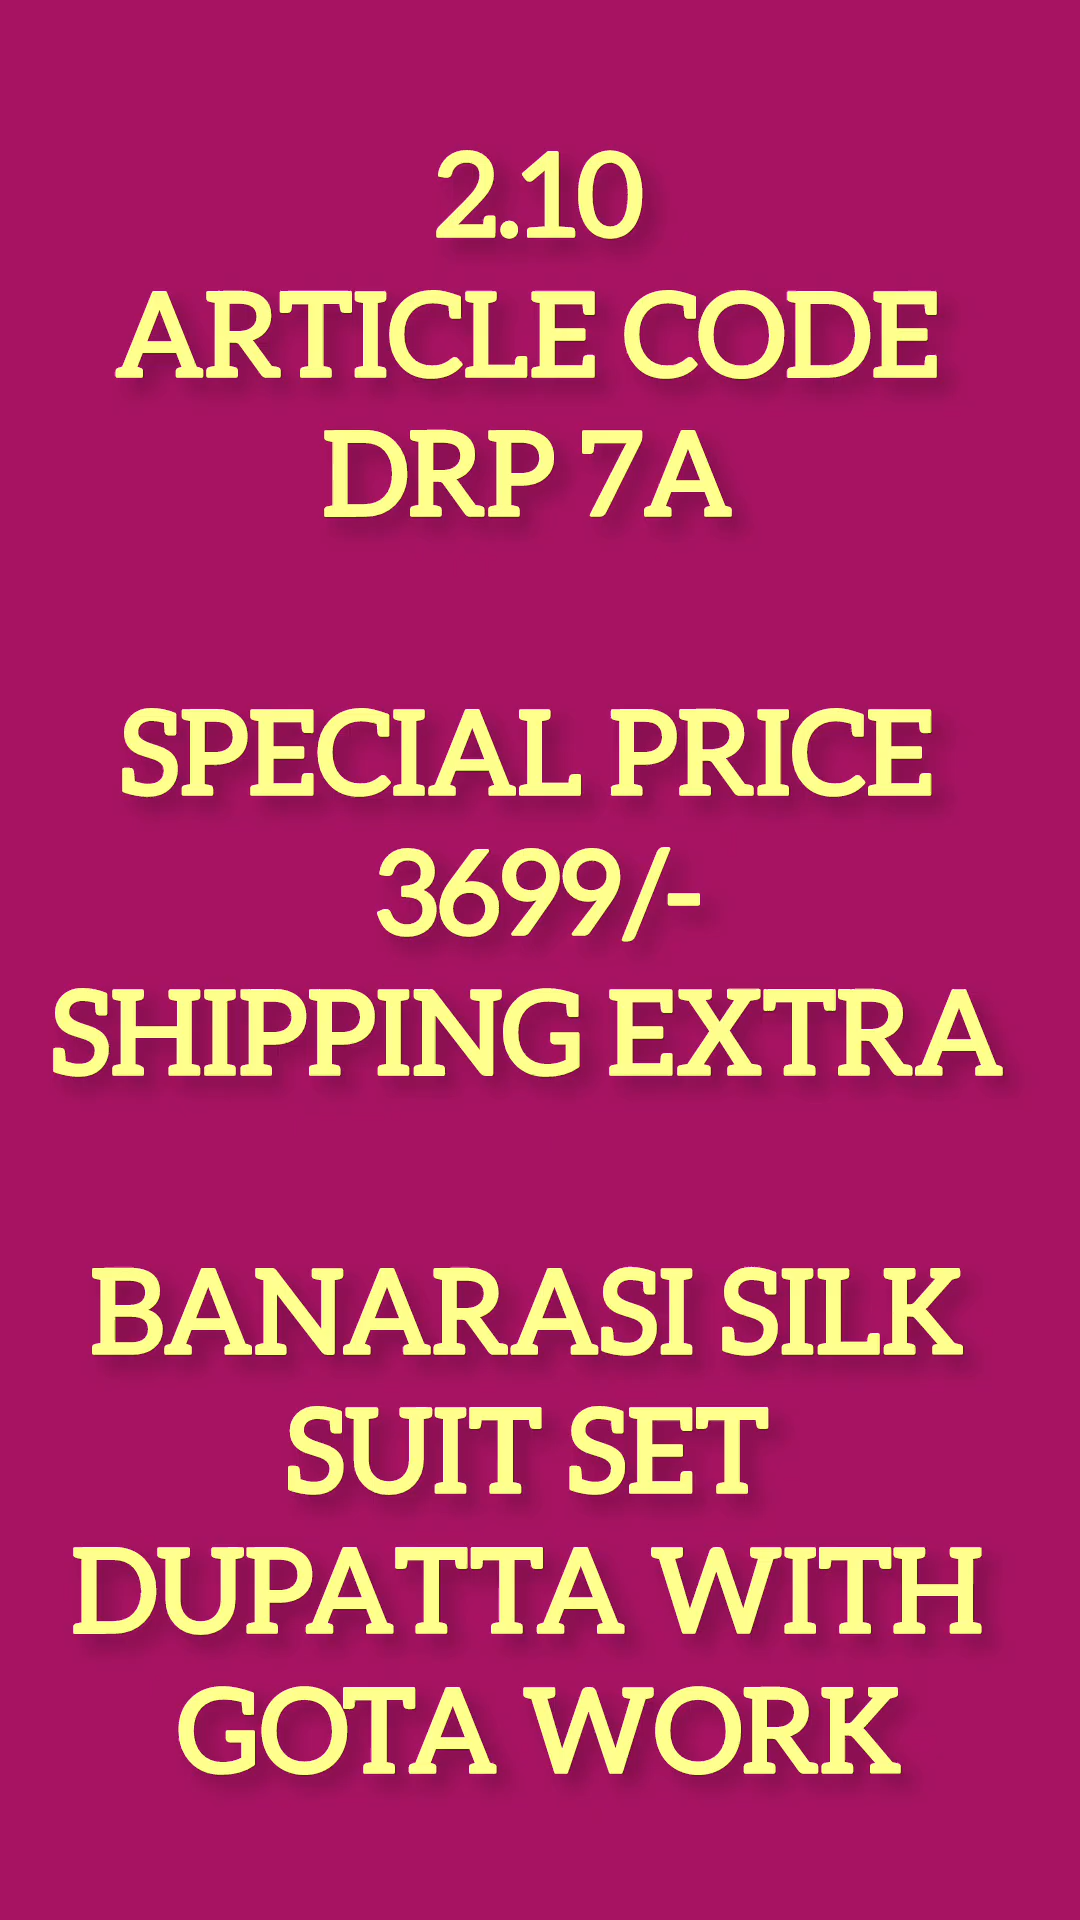 2.10
ARTICLE CODE
DRP 7A
SPECIAL PRICE
3699/-
SHIPPING EXTRA
BANARASI SILK
SUIT SET
DUPATTA WITH
GOTA WORK